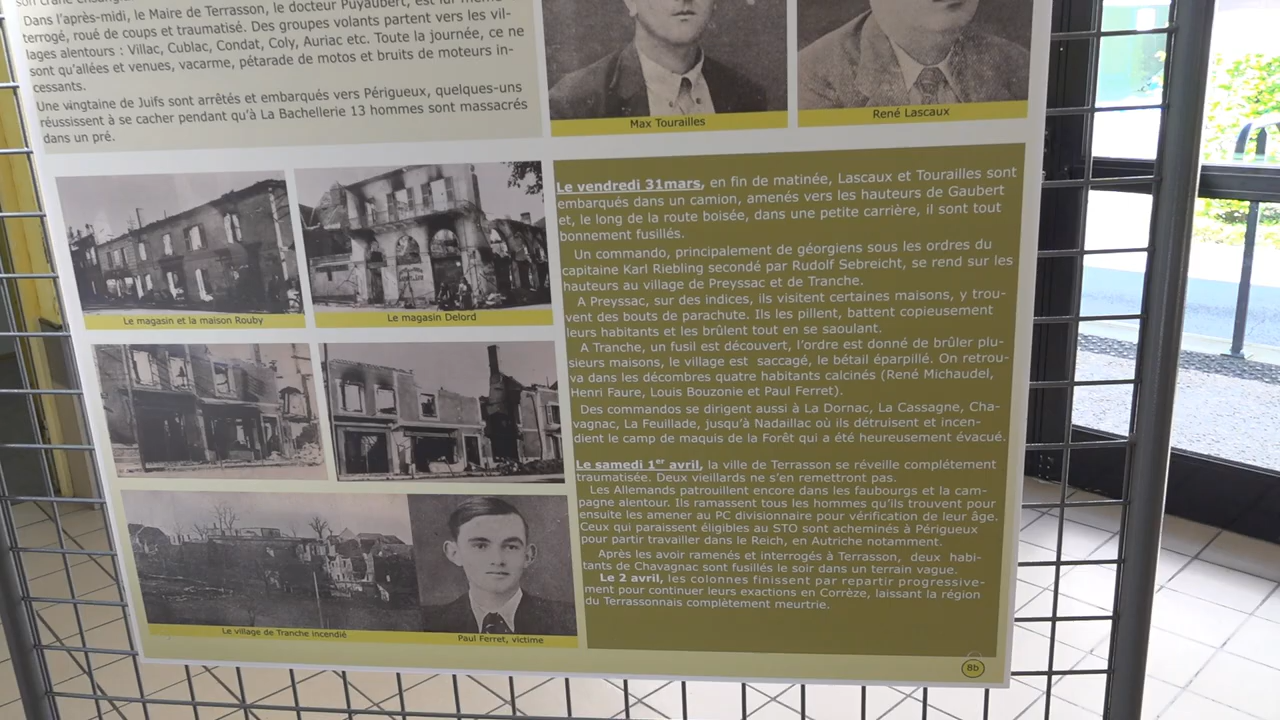 Dans l'après-midi, le Maire de Terrasson, le docteur Puyaubert, est lui-même
terrogé, roué de coups et traumatisé. Des groupes volants partent vers les vil-
lages alentours : Villac, Cublac, Condat, Coly, Auriac etc. Toute la journée, ce ne
sont qu'allées et venues, vacarme, pétarade de motos et bruits de moteurs in-
cessants.
Une vingtaine de Juifs sont arrêtés et embarqués vers Périgueux, quelques-uns
réussissent à se cacher pendant qu'à La Bachellerie 13 hommes sont massacrés
dans un pré.
Max Tourailles
René Lascaux
Le magasin et la maison Rouby
Le magasin Delord
Le village de Tranche incendié
Paul Ferret, victime
Le vendredi 31mars, en fin de matinée, Lascaux et Tourailles sont
embarqués dans un camion, amenés vers les hauteurs de Gaubert
et, le long de la route boisée, dans une petite carrière, il sont tout
bonnement fusillés.
Un commando, principalement de géorgiens sous les ordres du
capitaine Karl Riebling secondé par Rudolf Sebreicht, se rend sur les
hauteurs au village de Preyssac et de Tranche.
A Preyssac, sur des indices, ils visitent certaines maisons, y trou-
vent des bouts de parachute. Ils les pillent, battent copieusement
leurs habitants et les brûlent tout en se saoulant.
A Tranche, un fusil est découvert, l'ordre est donné de brûler plu-
sieurs maisons, le village est saccagé, le bétail éparpillé. On retrou-
va dans les décombres quatre habitants calcinés (René Michaudel,
Henri Faure, Louis Bouzonie et Paul Ferret).
Des commandos se dirigent aussi à La Dornac, La Cassagne, Cha-
vagnac, La Feuillade, jusqu'à Nadaillac où ils détruisent et incen-
dient le camp de maquis de la Forêt qui a été heureusement évacué.
Le samedi 1er avril, la ville de Terrasson se réveille complétement
traumatisée. Deux vieillards ne s'en remettront pas.
Les Allemands patrouillent encore dans les faubourgs et la cam-
pagne alentour. Ils ramassent tous les hommes qu'ils trouvent pour
ensuite les amener au PC divisionnaire pour vérification de leur âge.
Ceux qui paraissent éligibles au STO sont acheminés à Périgueux
pour partir travailler dans le Reich, en Autriche notamment.
Après les avoir ramenés et interrogés à Terrasson, deux habi-
tants de Chavagnac sont fusillés le soir dans un terrain vague.
Le 2 avril, les colonnes finissent par repartir progressive-
ment pour continuer leurs exactions en Corrèze, laissant la région
du Terrassonnais complètement meurtrie.
8b